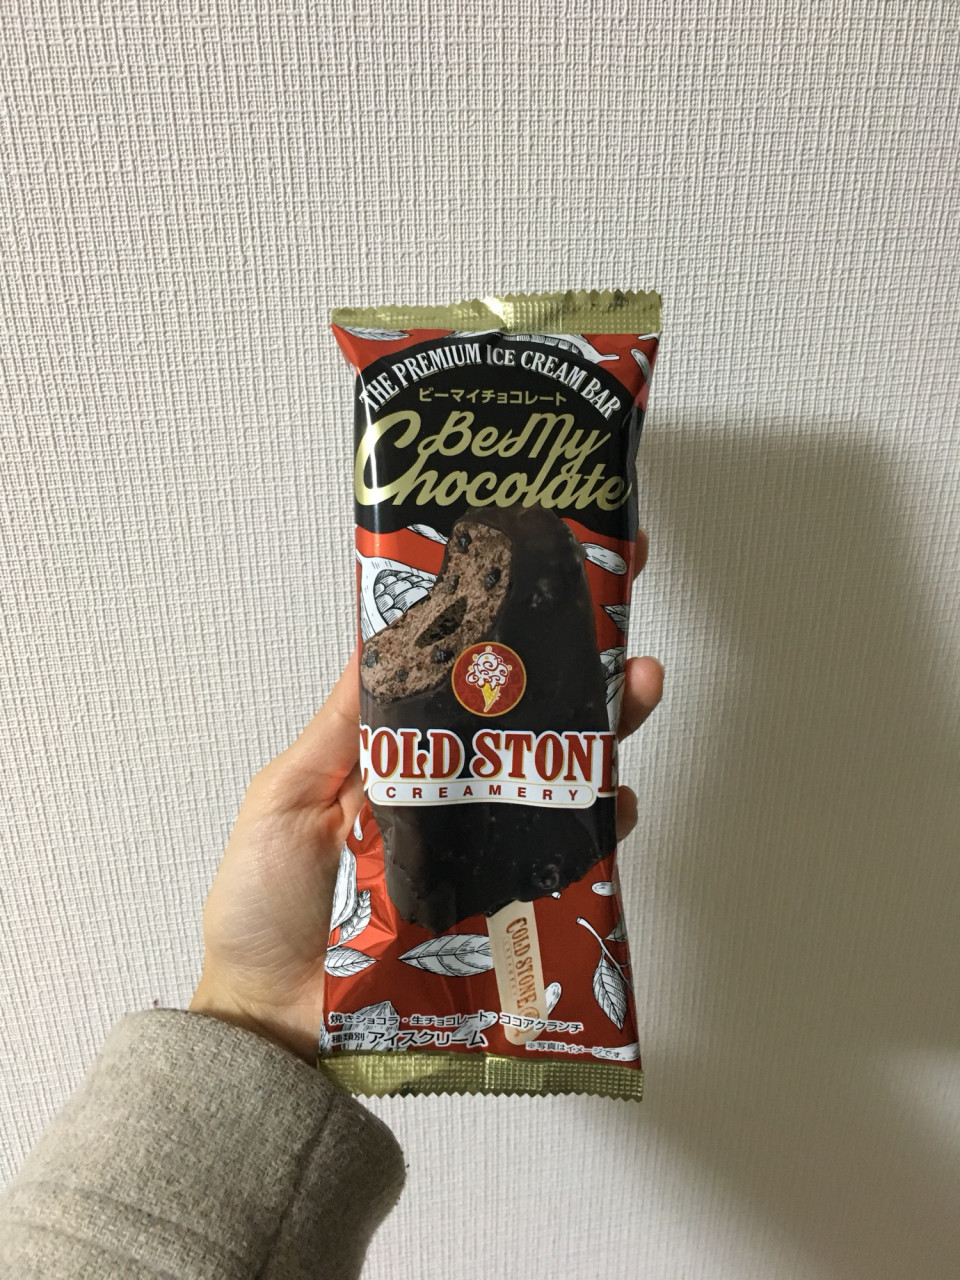 THE PREMIUM ICE CREAM BAR
ビーマイチョコレート
Be My
Chocolate
COLD STONE
CREAMERY
COLD STONE
焼きショコラ・生チョコレート・ココアクランチ
種類別 アイスクリーム
※写真はイメージです。